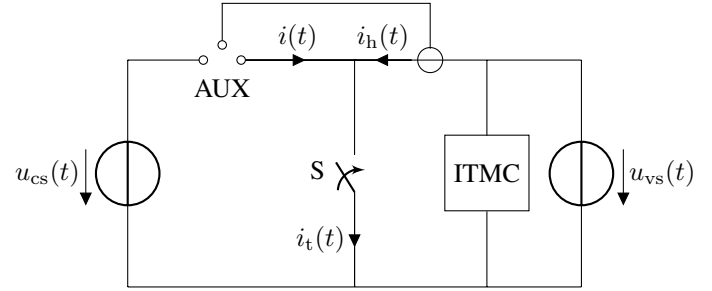 i(t) i_h(t)
AUX
u_cs(t) S ITMC u_vs(t)
i_t(t)